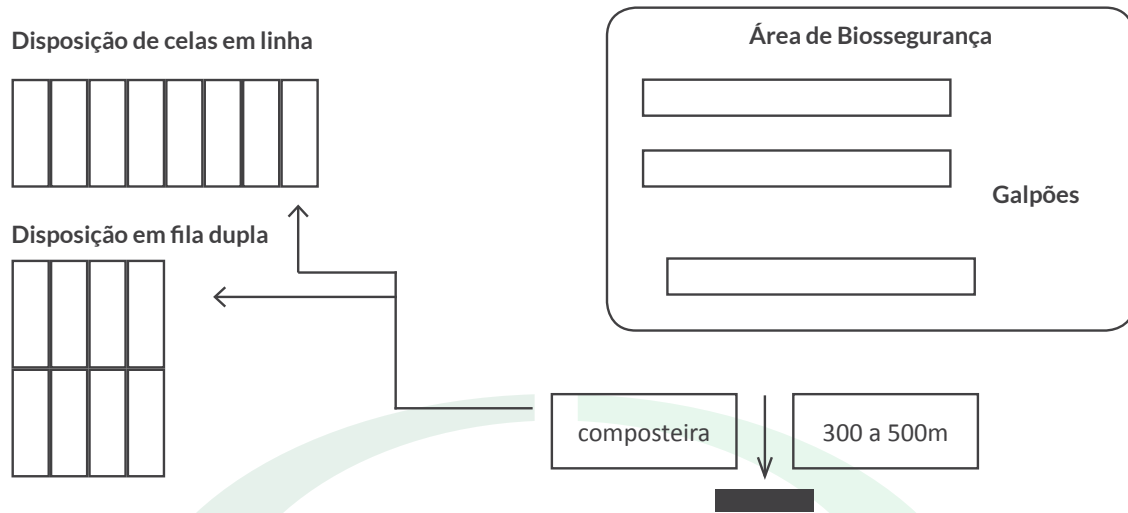 Disposição de celas em linha
Área de Biossegurança
Galpões
Disposição em fila dupla
composteira
300 a 500m